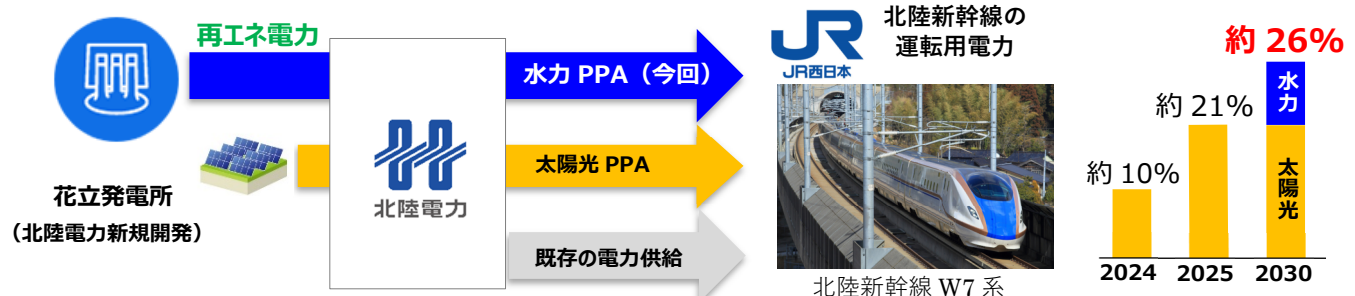 再エネ電力
花立発電所
（北陸電力新規開発）
北陸電力
水力 PPA（今回）
太陽光 PPA
既存の電力供給
JR
JR西日本
北陸新幹線の
運転用電力
北陸新幹線 W7 系
約 26%
約 21%
約 10%
水力
太陽光
2024 2025 2030